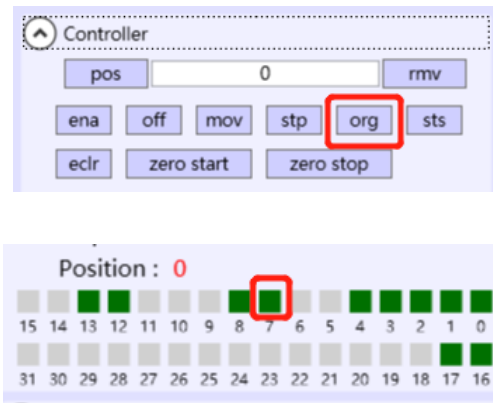 Controller
pos 0 rmv
ena off mov stp org sts
eclr zero start zero stop
Position : 0
15 14 13 12 11 10 9 8 7 6 5 4 3 2 1 0
31 30 29 28 27 26 25 24 23 22 21 20 19 18 17 16